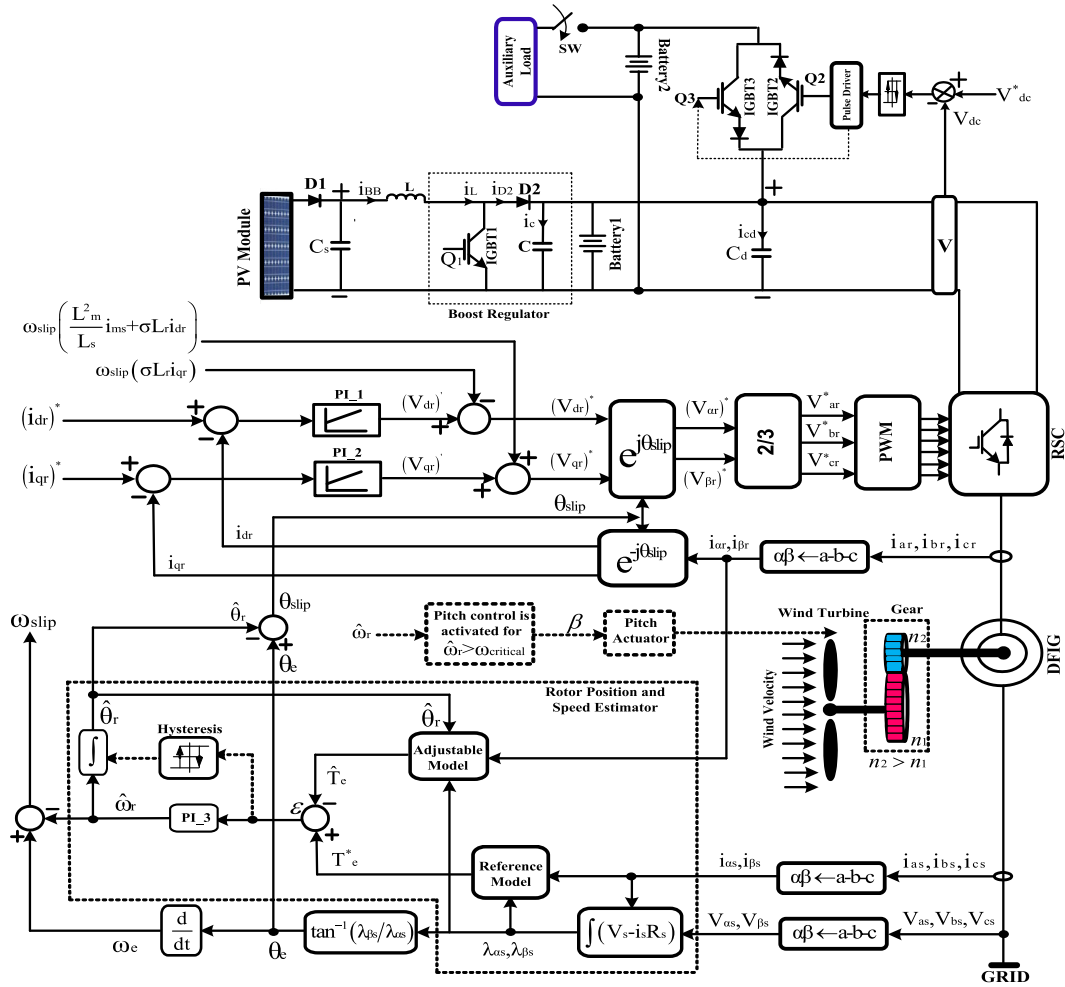 Auxiliary
Load
SW
Battery2
Q3
IGBT3
IGBT2
Q2
Pulse Driver
+
−
V*dc
Vdc
PV Module
D1
+
iBB
L
iL
iD2
D2
ic
Cs
Q1
IGBT1
C
Battery1
+
icd
Cd
V
−
−
Boost Regulator
ωslip(L²m/Ls ims+σLridr)
ωslip(σLriqr)
(idr)*
+
−
PI_1
(Vdr)'
+
−
(Vdr)*
ejθslip
(Vαr)*
2/3
V*ar
V*br
V*cr
PWM
RSC
(iqr)*
+
−
PI_2
(Vqr)'
+
+
(Vqr)*
(Vβr)*
θslip
idr
iqr
e-jθslip
iαr,iβr
αβ←a-b-c
iar,ibr,icr
ωslip
θ̂r
θslip
−
+
θe
ω̂r
Pitch control is
activated for
ω̂r>ωcritical
β
Pitch
Actuator
Wind Turbine
Gear
n2
n1
n2 > n1
DFIG
Wind Velocity
Rotor Position and
Speed Estimator
θ̂r
Hysteresis
∫
θ̂r
Adjustable
Model
T̂e
−
ε
+
−
+
ω̂r
PI_3
T*e
Reference
Model
iαs,iβs
αβ←a-b-c
ias,ibs,ics
ωe
d
dt
θe
tan⁻¹(λβs/λαs)
λαs,λβs
∫(Vs-isRs)
Vαs,Vβs
αβ←a-b-c
Vas,Vbs,Vcs
GRID